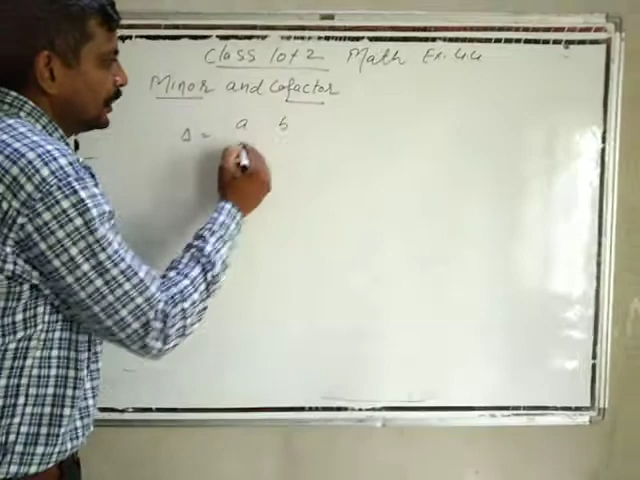 Class 10+2 Math Ex. 4.4
Minor and Cofactor
Δ = a b